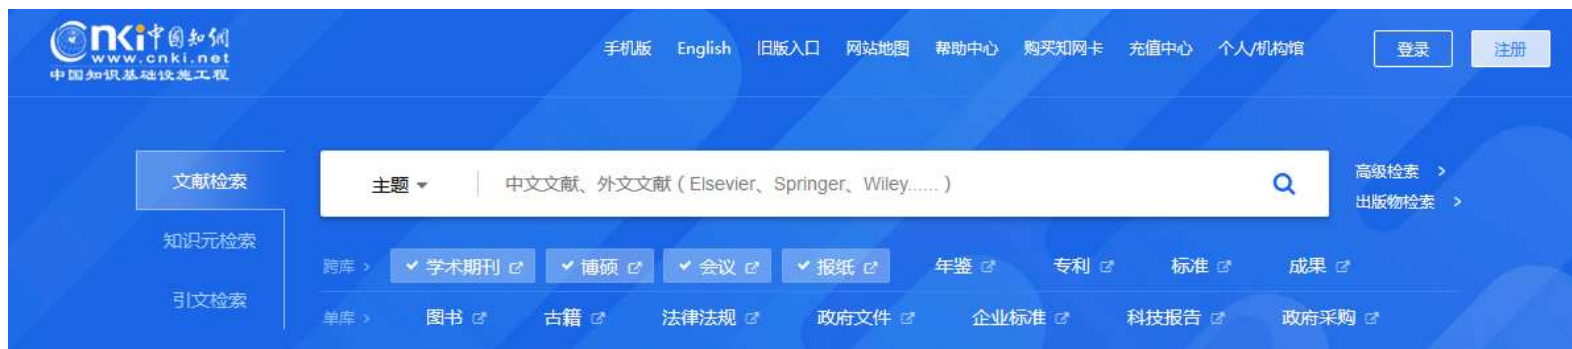 cnki中国知网
www.cnki.net
中国知识基础设施工程
手机版 English 旧版入口 网站地图 帮助中心 购买知网卡 充值中心 个人/机构馆 登录 注册
文献检索
知识元检索
引文检索
主题 中文文献、外文文献(Elsevier、Springer、Wiley......)
高级检索 >
出版物检索 >
跨库 > 学术期刊 博硕 会议 报纸 年鉴 专利 标准 成果
单库 > 图书 古籍 法律法规 政府文件 企业标准 科技报告 政府采购